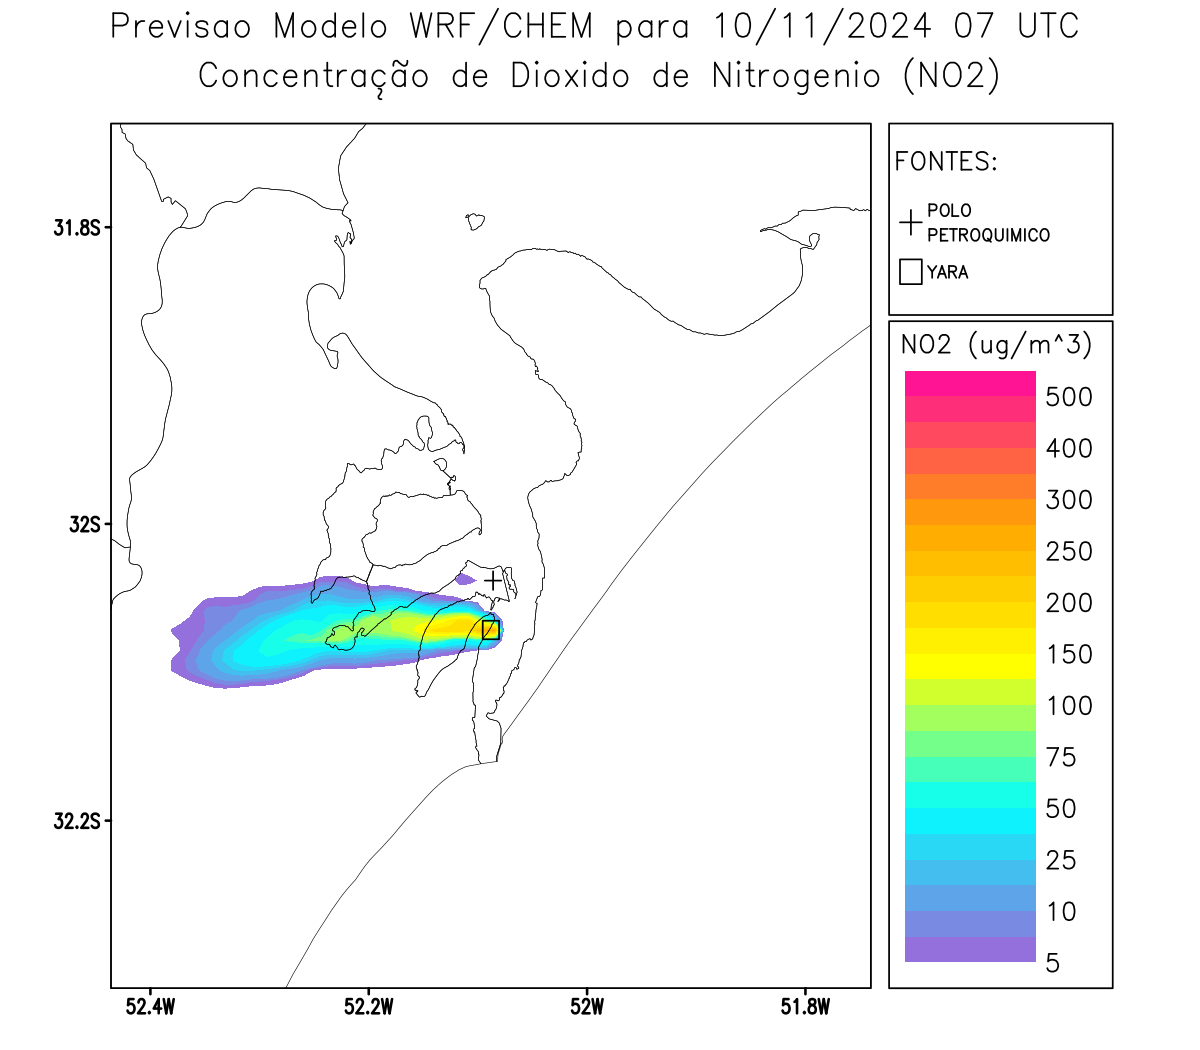 Previsao Modelo WRF/CHEM para 10/11/2024 07 UTC
Concentração de Dioxido de Nitrogenio (NO2)
FONTES:
POLO
PETROQUIMICO
YARA
NO2 (ug/m^3)
500
400
300
250
200
150
100
75
50
25
10
5
31.8S
32S
32.2S
52.4W
52.2W
52W
51.8W